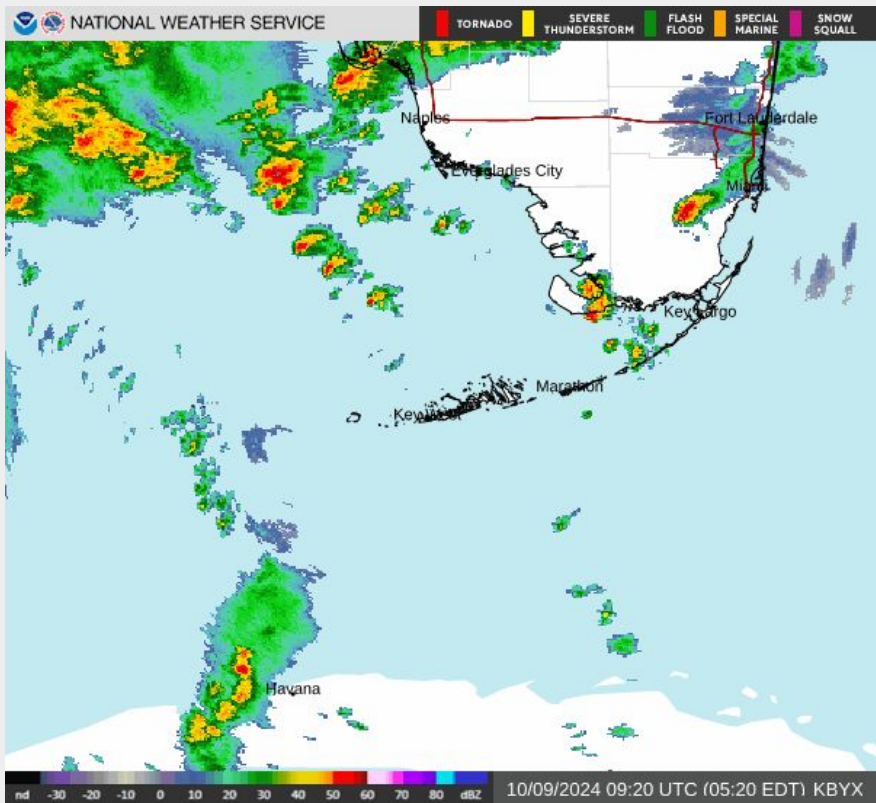 NATIONAL WEATHER SERVICE
TORNADO
SEVERE
THUNDERSTORM
FLASH
FLOOD
SPECIAL
MARINE
SNOW
SQUALL
Naples
Fort Lauderdale
Everglades City
Miami
Key Largo
Marathon
Key West
Havana
nd -30 -20 -10 0 10 20 30 40 50 60 70 80 dBZ
10/09/2024 09:20 UTC (05:20 EDT) KBYX